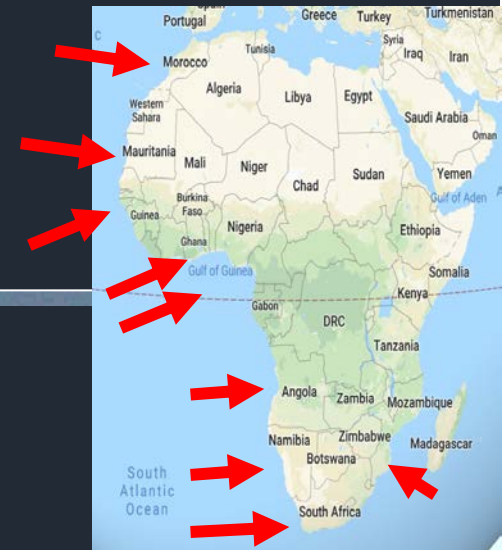 Spain
Portugal
Greece
Turkey
Turkmenistan
C
Tunisia
Syria
Iraq
Iran
Morocco
Algeria
Libya
Egypt
Western
Sahara
Saudi Arabia
Oman
Mauritania
Mali
Niger
Chad
Sudan
Yemen
Gulf of Aden
A
Burkina
Faso
Guinea
Nigeria
Ethiopia
Ghana
Gulf of Guinea
Somalia
Gabon
Kenya
DRC
Tanzania
Angola
Zambia
Mozambique
Namibia
Zimbabwe
Madagascar
Botswana
South
Atlantic
Ocean
South Africa